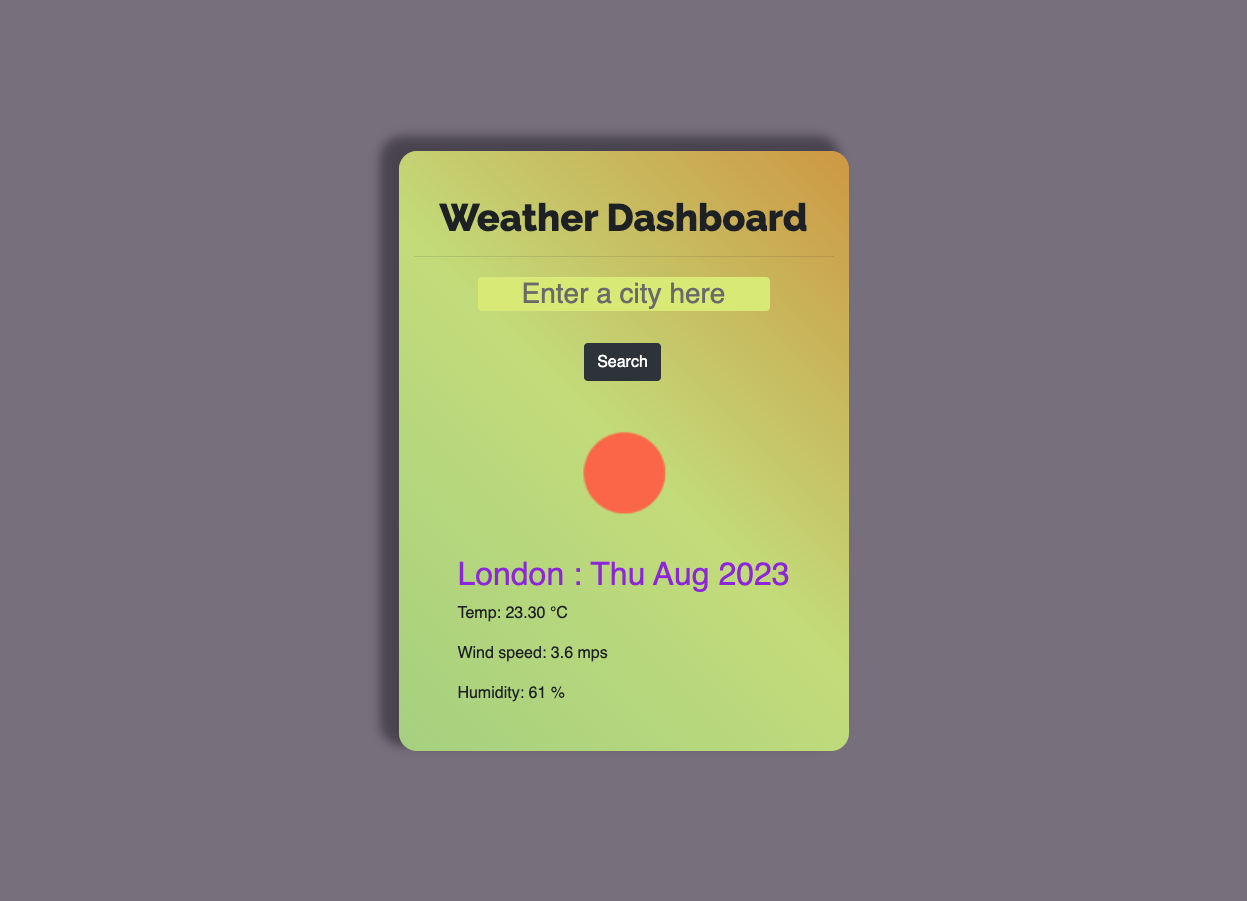 Weather Dashboard
Enter a city here
Search
London : Thu Aug 2023
Temp: 23.30 °C
Wind speed: 3.6 mps
Humidity: 61 %